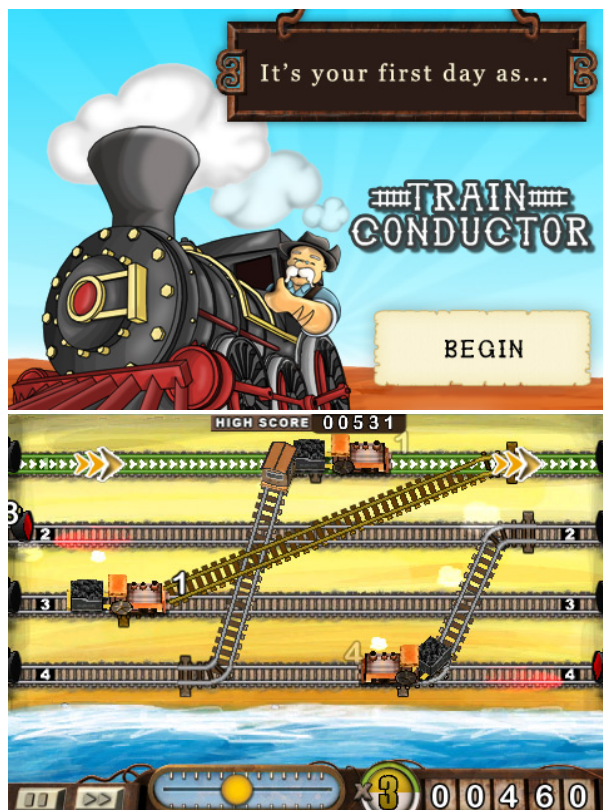 It's your first day as...
TRAIN
CONDUCTOR
BEGIN
HIGH SCORE 00531
1
3
2 2
1
3 3
4
4 4
x3 00460